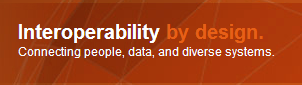 Interoperability by design.
Connecting people, data, and diverse systems.